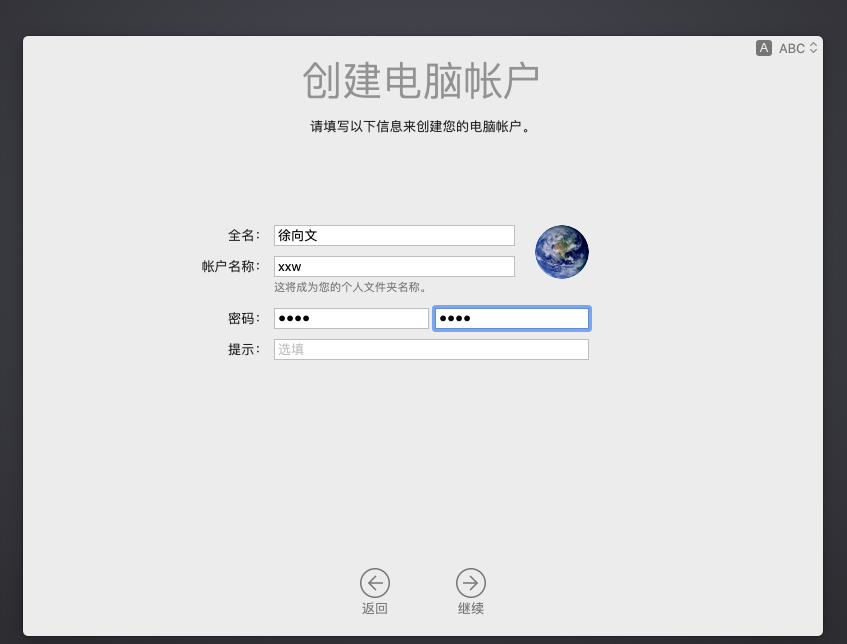 A ABC
创建电脑帐户
请填写以下信息来创建您的电脑帐户。
全名： 徐向文
帐户名称： xxw
这将成为您的个人文件夹名称。
密码： •••• ••••
提示： 选填
返回 继续